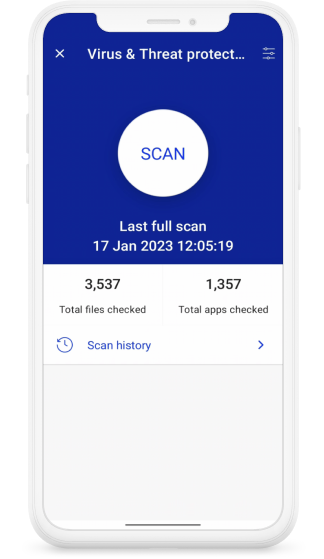 Virus & Threat protect...
SCAN
Last full scan
17 Jan 2023 12:05:19
3,537
1,357
Total files checked
Total apps checked
Scan history